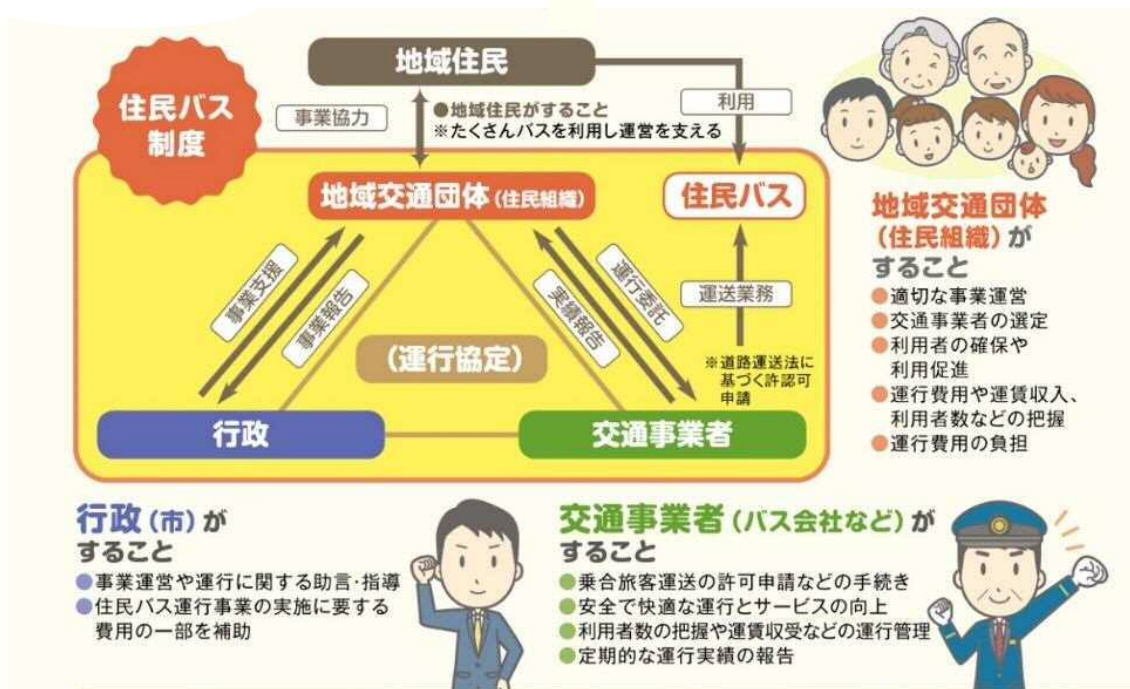 住民バス
制度
地域住民
事業協力
●地域住民がすること
※たくさんバスを利用し運営を支える
利用
地域交通団体(住民組織)
住民バス
事業支援
事業報告
実績報告
運行委託
運送業務
(運行協定)
※道路運送法に
基づく許認可
申請
行政
交通事業者
地域交通団体
(住民組織)が
すること
●適切な事業運営
●交通事業者の選定
●利用者の確保や
利用促進
●運行費用や運賃収入、
利用者数などの把握
●運行費用の負担
行政(市)が
すること
●事業運営や運行に関する助言・指導
●住民バス運行事業の実施に要する
費用の一部を補助
交通事業者(バス会社など)が
すること
●乗合旅客運送の許可申請などの手続き
●安全で快適な運行とサービスの向上
●利用者数の把握や運賃収受などの運行管理
●定期的な運行実績の報告